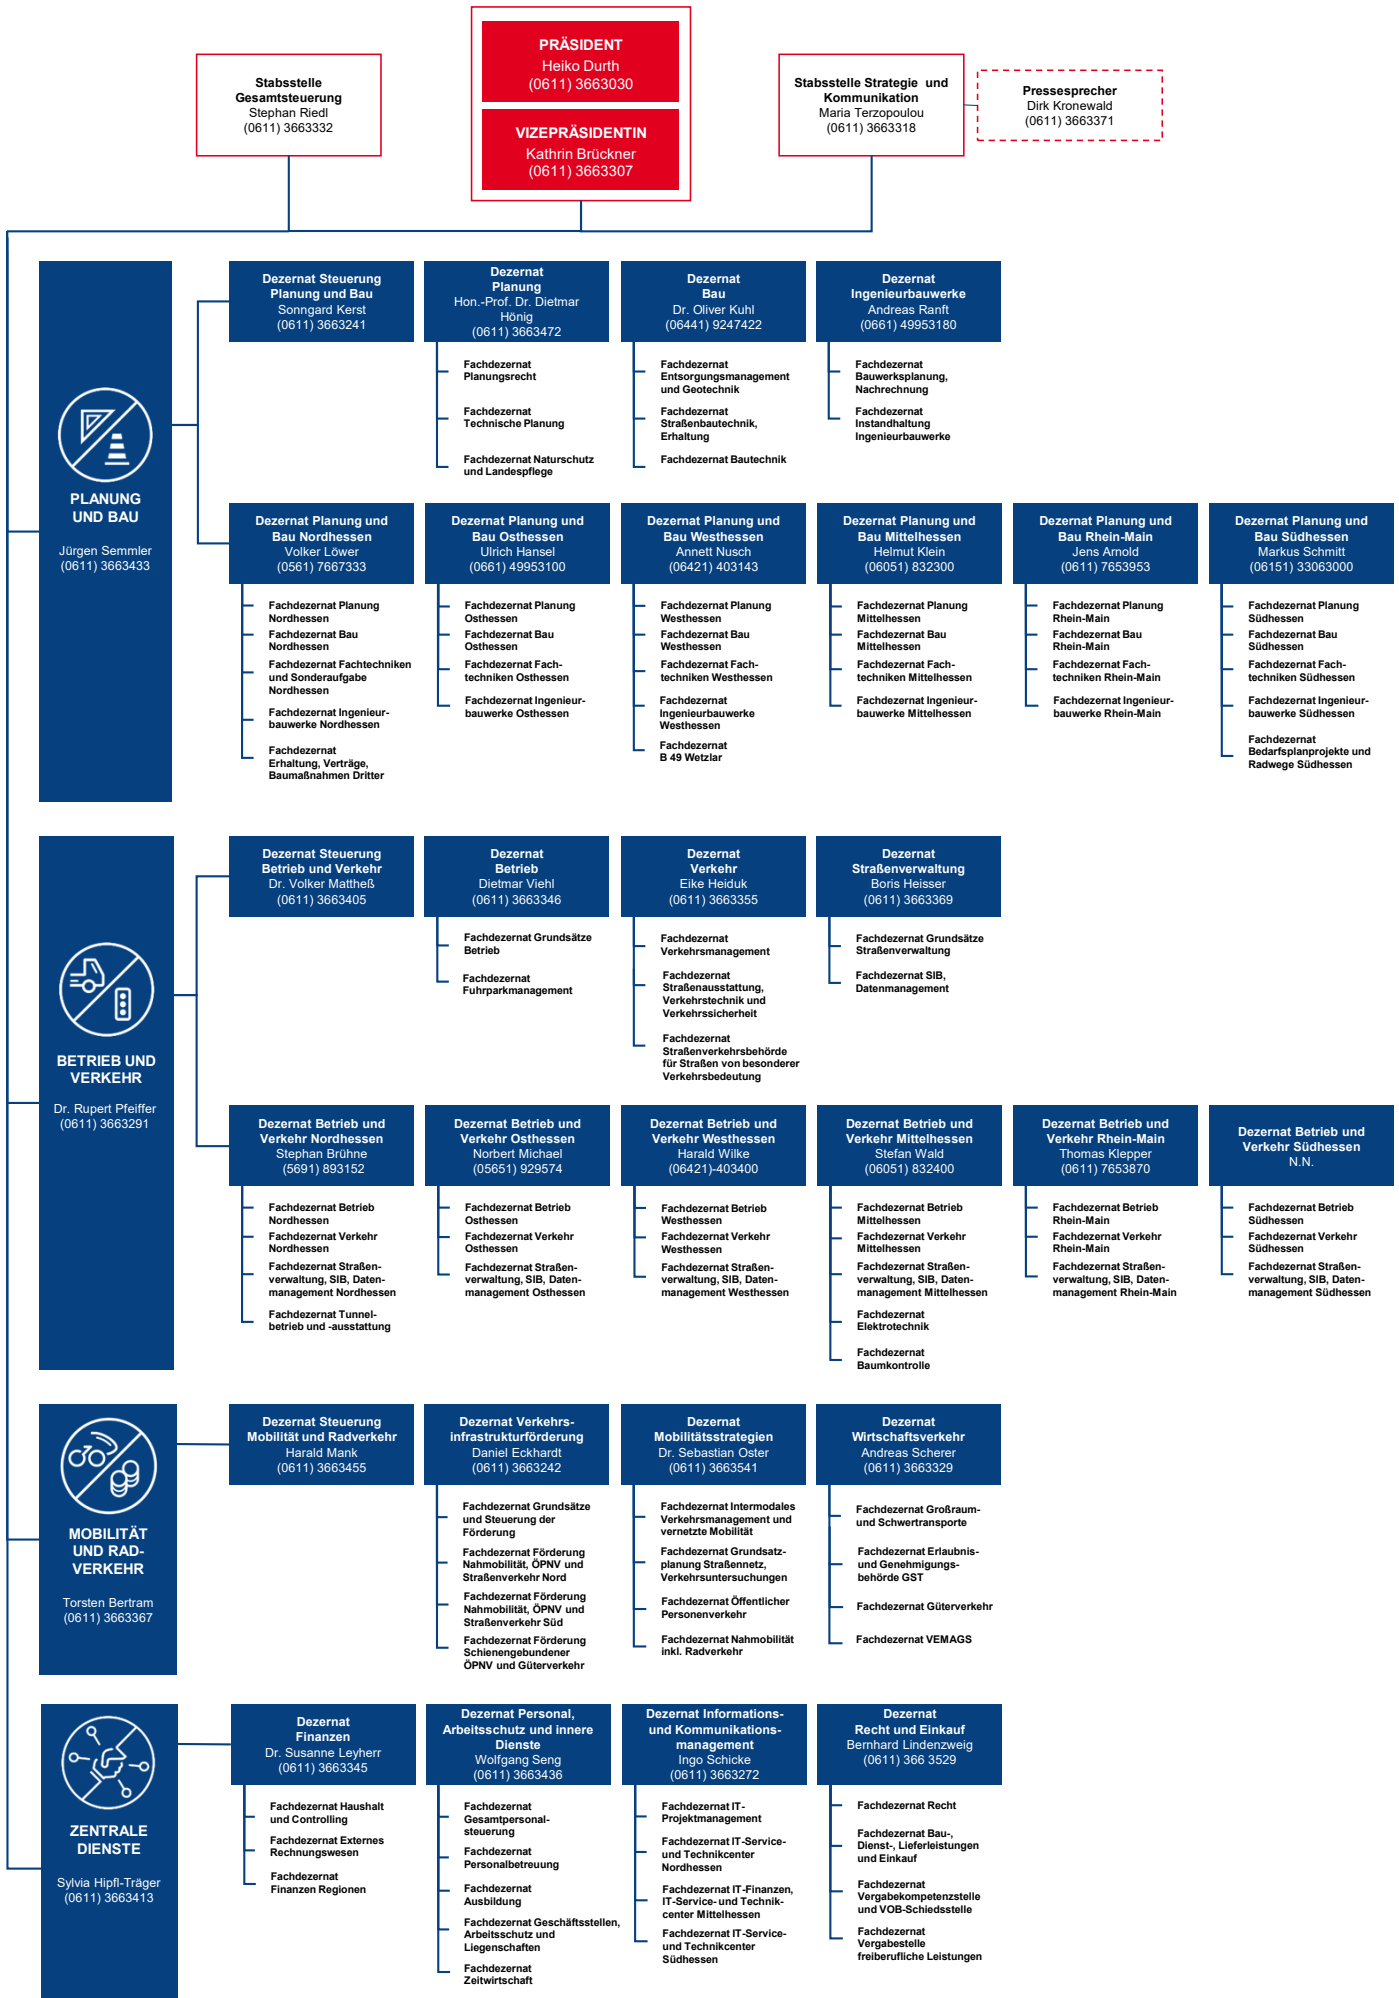 PRÄSIDENT
Heiko Durth
(0611) 3663030
VIZEPRÄSIDENTIN
Kathrin Brückner
(0611) 3663307
Stabsstelle
Gesamtsteuerung
Stephan Riedl
(0611) 3663332
Stabsstelle Strategie und
Kommunikation
Maria Terzopoulou
(0611) 3663318
Pressesprecher
Dirk Kronewald
(0611) 3663371
PLANUNG
UND BAU
Jürgen Semmler
(0611) 3663433
Dezernat Steuerung
Planung und Bau
Sonngard Kerst
(0611) 3663241
Dezernat
Planung
Hon.-Prof. Dr. Dietmar
Hönig
(0611) 3663472
Fachdezernat
Planungsrecht
Fachdezernat
Technische Planung
Fachdezernat Naturschutz
und Landespflege
Dezernat
Bau
Dr. Oliver Kuhl
(06441) 9247422
Fachdezernat
Entsorgungsmanagement
und Geotechnik
Fachdezernat
Straßenbautechnik,
Erhaltung
Fachdezernat Bautechnik
Dezernat
Ingenieurbauwerke
Andreas Ranft
(0661) 49953180
Fachdezernat
Bauwerksplanung,
Nachrechnung
Fachdezernat
Instandhaltung
Ingenieurbauwerke
Dezernat Planung und
Bau Nordhessen
Volker Löwer
(0561) 7667333
Fachdezernat Planung
Nordhessen
Fachdezernat Bau
Nordhessen
Fachdezernat Fachtechniken
und Sonderaufgabe
Nordhessen
Fachdezernat Ingenieur-
bauwerke Nordhessen
Fachdezernat
Erhaltung, Verträge,
Baumaßnahmen Dritter
Dezernat Planung und
Bau Osthessen
Ulrich Hansel
(0661) 49953100
Fachdezernat Planung
Osthessen
Fachdezernat Bau
Osthessen
Fachdezernat Fach-
techniken Osthessen
Fachdezernat Ingenieur-
bauwerke Osthessen
Dezernat Planung und
Bau Westhessen
Annett Nusch
(06421) 403143
Fachdezernat Planung
Westhessen
Fachdezernat Bau
Westhessen
Fachdezernat Fach-
techniken Westhessen
Fachdezernat
Ingenieurbauwerke
Westhessen
Fachdezernat
B 49 Wetzlar
Dezernat Planung und
Bau Mittelhessen
Helmut Klein
(06051) 832300
Fachdezernat Planung
Mittelhessen
Fachdezernat Bau
Mittelhessen
Fachdezernat Fach-
techniken Mittelhessen
Fachdezernat Ingenieur-
bauwerke Mittelhessen
Dezernat Planung und
Bau Rhein-Main
Jens Arnold
(0611) 7653953
Fachdezernat Planung
Rhein-Main
Fachdezernat Bau
Rhein-Main
Fachdezernat Fach-
techniken Rhein-Main
Fachdezernat Ingenieur-
bauwerke Rhein-Main
Dezernat Planung und
Bau Südhessen
Markus Schmitt
(06151) 33063000
Fachdezernat Planung
Südhessen
Fachdezernat Bau
Südhessen
Fachdezernat Fach-
techniken Südhessen
Fachdezernat Ingenieur-
bauwerke Südhessen
Fachdezernat
Bedarfsplanprojekte und
Radwege Südhessen
BETRIEB UND
VERKEHR
Dr. Rupert Pfeiffer
(0611) 3663291
Dezernat Steuerung
Betrieb und Verkehr
Dr. Volker Mattheß
(0611) 3663405
Dezernat
Betrieb
Dietmar Viehl
(0611) 3663346
Fachdezernat Grundsätze
Betrieb
Fachdezernat
Fuhrparkmanagement
Dezernat
Verkehr
Eike Heiduk
(0611) 3663355
Fachdezernat
Verkehrsmanagement
Fachdezernat
Straßenausstattung,
Verkehrstechnik und
Verkehrssicherheit
Fachdezernat
Straßenverkehrsbehörde
für Straßen von besonderer
Verkehrsbedeutung
Dezernat
Straßenverwaltung
Boris Heisser
(0611) 3663369
Fachdezernat Grundsätze
Straßenverwaltung
Fachdezernat SIB,
Datenmanagement
Dezernat Betrieb und
Verkehr Nordhessen
Stephan Brühne
(5691) 893152
Fachdezernat Betrieb
Nordhessen
Fachdezernat Verkehr
Nordhessen
Fachdezernat Straßen-
verwaltung, SIB, Daten-
management Nordhessen
Fachdezernat Tunnel-
betrieb und -ausstattung
Dezernat Betrieb und
Verkehr Osthessen
Norbert Michael
(05651) 929574
Fachdezernat Betrieb
Osthessen
Fachdezernat Verkehr
Osthessen
Fachdezernat Straßen-
verwaltung, SIB, Daten-
management Osthessen
Dezernat Betrieb und
Verkehr Westhessen
Harald Wilke
(06421)-403400
Fachdezernat Betrieb
Westhessen
Fachdezernat Verkehr
Westhessen
Fachdezernat Straßen-
verwaltung, SIB, Daten-
management Westhessen
Dezernat Betrieb und
Verkehr Mittelhessen
Stefan Wald
(06051) 832400
Fachdezernat Betrieb
Mittelhessen
Fachdezernat Verkehr
Mittelhessen
Fachdezernat Straßen-
verwaltung, SIB, Daten-
management Mittelhessen
Fachdezernat
Elektrotechnik
Fachdezernat
Baumkontrolle
Dezernat Betrieb und
Verkehr Rhein-Main
Thomas Klepper
(0611) 7653870
Fachdezernat Betrieb
Rhein-Main
Fachdezernat Verkehr
Rhein-Main
Fachdezernat Straßen-
verwaltung, SIB, Daten-
management Rhein-Main
Dezernat Betrieb und
Verkehr Südhessen
N.N.
Fachdezernat Betrieb
Südhessen
Fachdezernat Verkehr
Südhessen
Fachdezernat Straßen-
verwaltung, SIB, Daten-
management Südhessen
MOBILITÄT
UND RAD-
VERKEHR
Torsten Bertram
(0611) 3663367
Dezernat Steuerung
Mobilität und Radverkehr
Harald Mank
(0611) 3663455
Dezernat Verkehrs-
infrastrukturförderung
Daniel Eckhardt
(0611) 3663242
Fachdezernat Grundsätze
und Steuerung der
Förderung
Fachdezernat Förderung
Nahmobilität, ÖPNV und
Straßenverkehr Nord
Fachdezernat Förderung
Nahmobilität, ÖPNV und
Straßenverkehr Süd
Fachdezernat Förderung
Schienengebundener
ÖPNV und Güterverkehr
Dezernat
Mobilitätsstrategien
Dr. Sebastian Oster
(0611) 3663541
Fachdezernat Intermodales
Verkehrsmanagement und
vernetzte Mobilität
Fachdezernat Grundsatz-
planung Straßennetz,
Verkehrsuntersuchungen
Fachdezernat Öffentlicher
Personenverkehr
Fachdezernat Nahmobilität
inkl. Radverkehr
Dezernat
Wirtschaftsverkehr
Andreas Scherer
(0611) 3663329
Fachdezernat Großraum-
und Schwertransporte
Fachdezernat Erlaubnis-
und Genehmigungs-
behörde GST
Fachdezernat Güterverkehr
Fachdezernat VEMAGS
ZENTRALE
DIENSTE
Sylvia Hipfl-Träger
(0611) 3663413
Dezernat
Finanzen
Dr. Susanne Leyherr
(0611) 3663345
Fachdezernat Haushalt
und Controlling
Fachdezernat Externes
Rechnungswesen
Fachdezernat
Finanzen Regionen
Dezernat Personal,
Arbeitsschutz und innere
Dienste
Wolfgang Seng
(0611) 3663436
Fachdezernat
Gesamtpersonal-
steuerung
Fachdezernat
Personalbetreuung
Fachdezernat
Ausbildung
Fachdezernat Geschäftsstellen,
Arbeitsschutz und
Liegenschaften
Fachdezernat
Zeitwirtschaft
Dezernat Informations-
und Kommunikations-
management
Ingo Schicke
(0611) 3663272
Fachdezernat IT-
Projektmanagement
Fachdezernat IT-Service-
und Technikcenter
Nordhessen
Fachdezernat IT-Finanzen,
IT-Service- und Technik-
center Mittelhessen
Fachdezernat IT-Service-
und Technikcenter
Südhessen
Dezernat
Recht und Einkauf
Bernhard Lindenzweig
(0611) 366 3529
Fachdezernat Recht
Fachdezernat Bau-,
Dienst-, Lieferleistungen
und Einkauf
Fachdezernat
Vergabekompetenzstelle
und VOB-Schiedsstelle
Fachdezernat
Vergabestelle
freiberufliche Leistungen